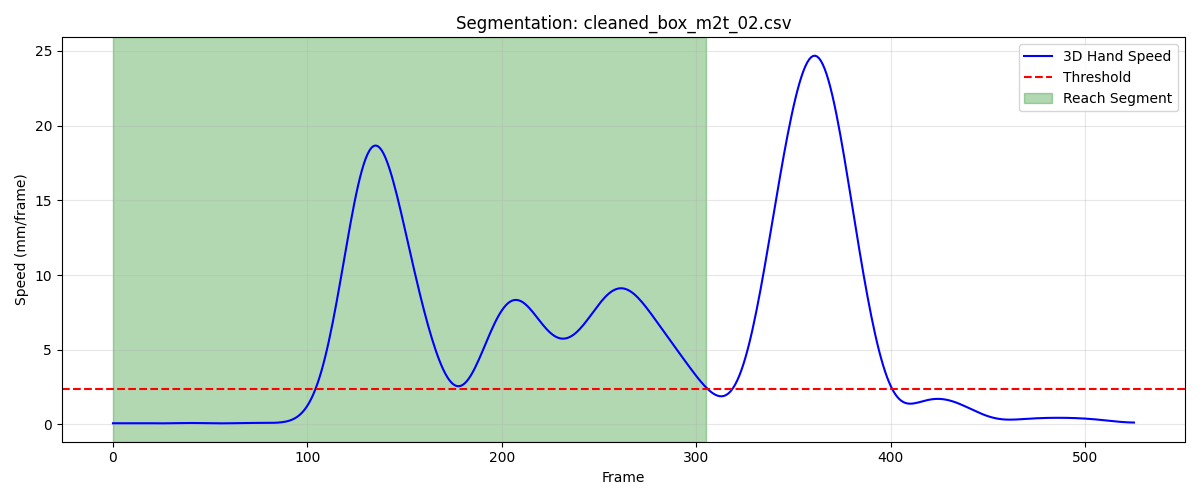 Segmentation: cleaned_box_m2t_02.csv
25
20
15
10
5
0
Speed (mm/frame)
3D Hand Speed
Threshold
Reach Segment
0 100 200 300 400 500
Frame